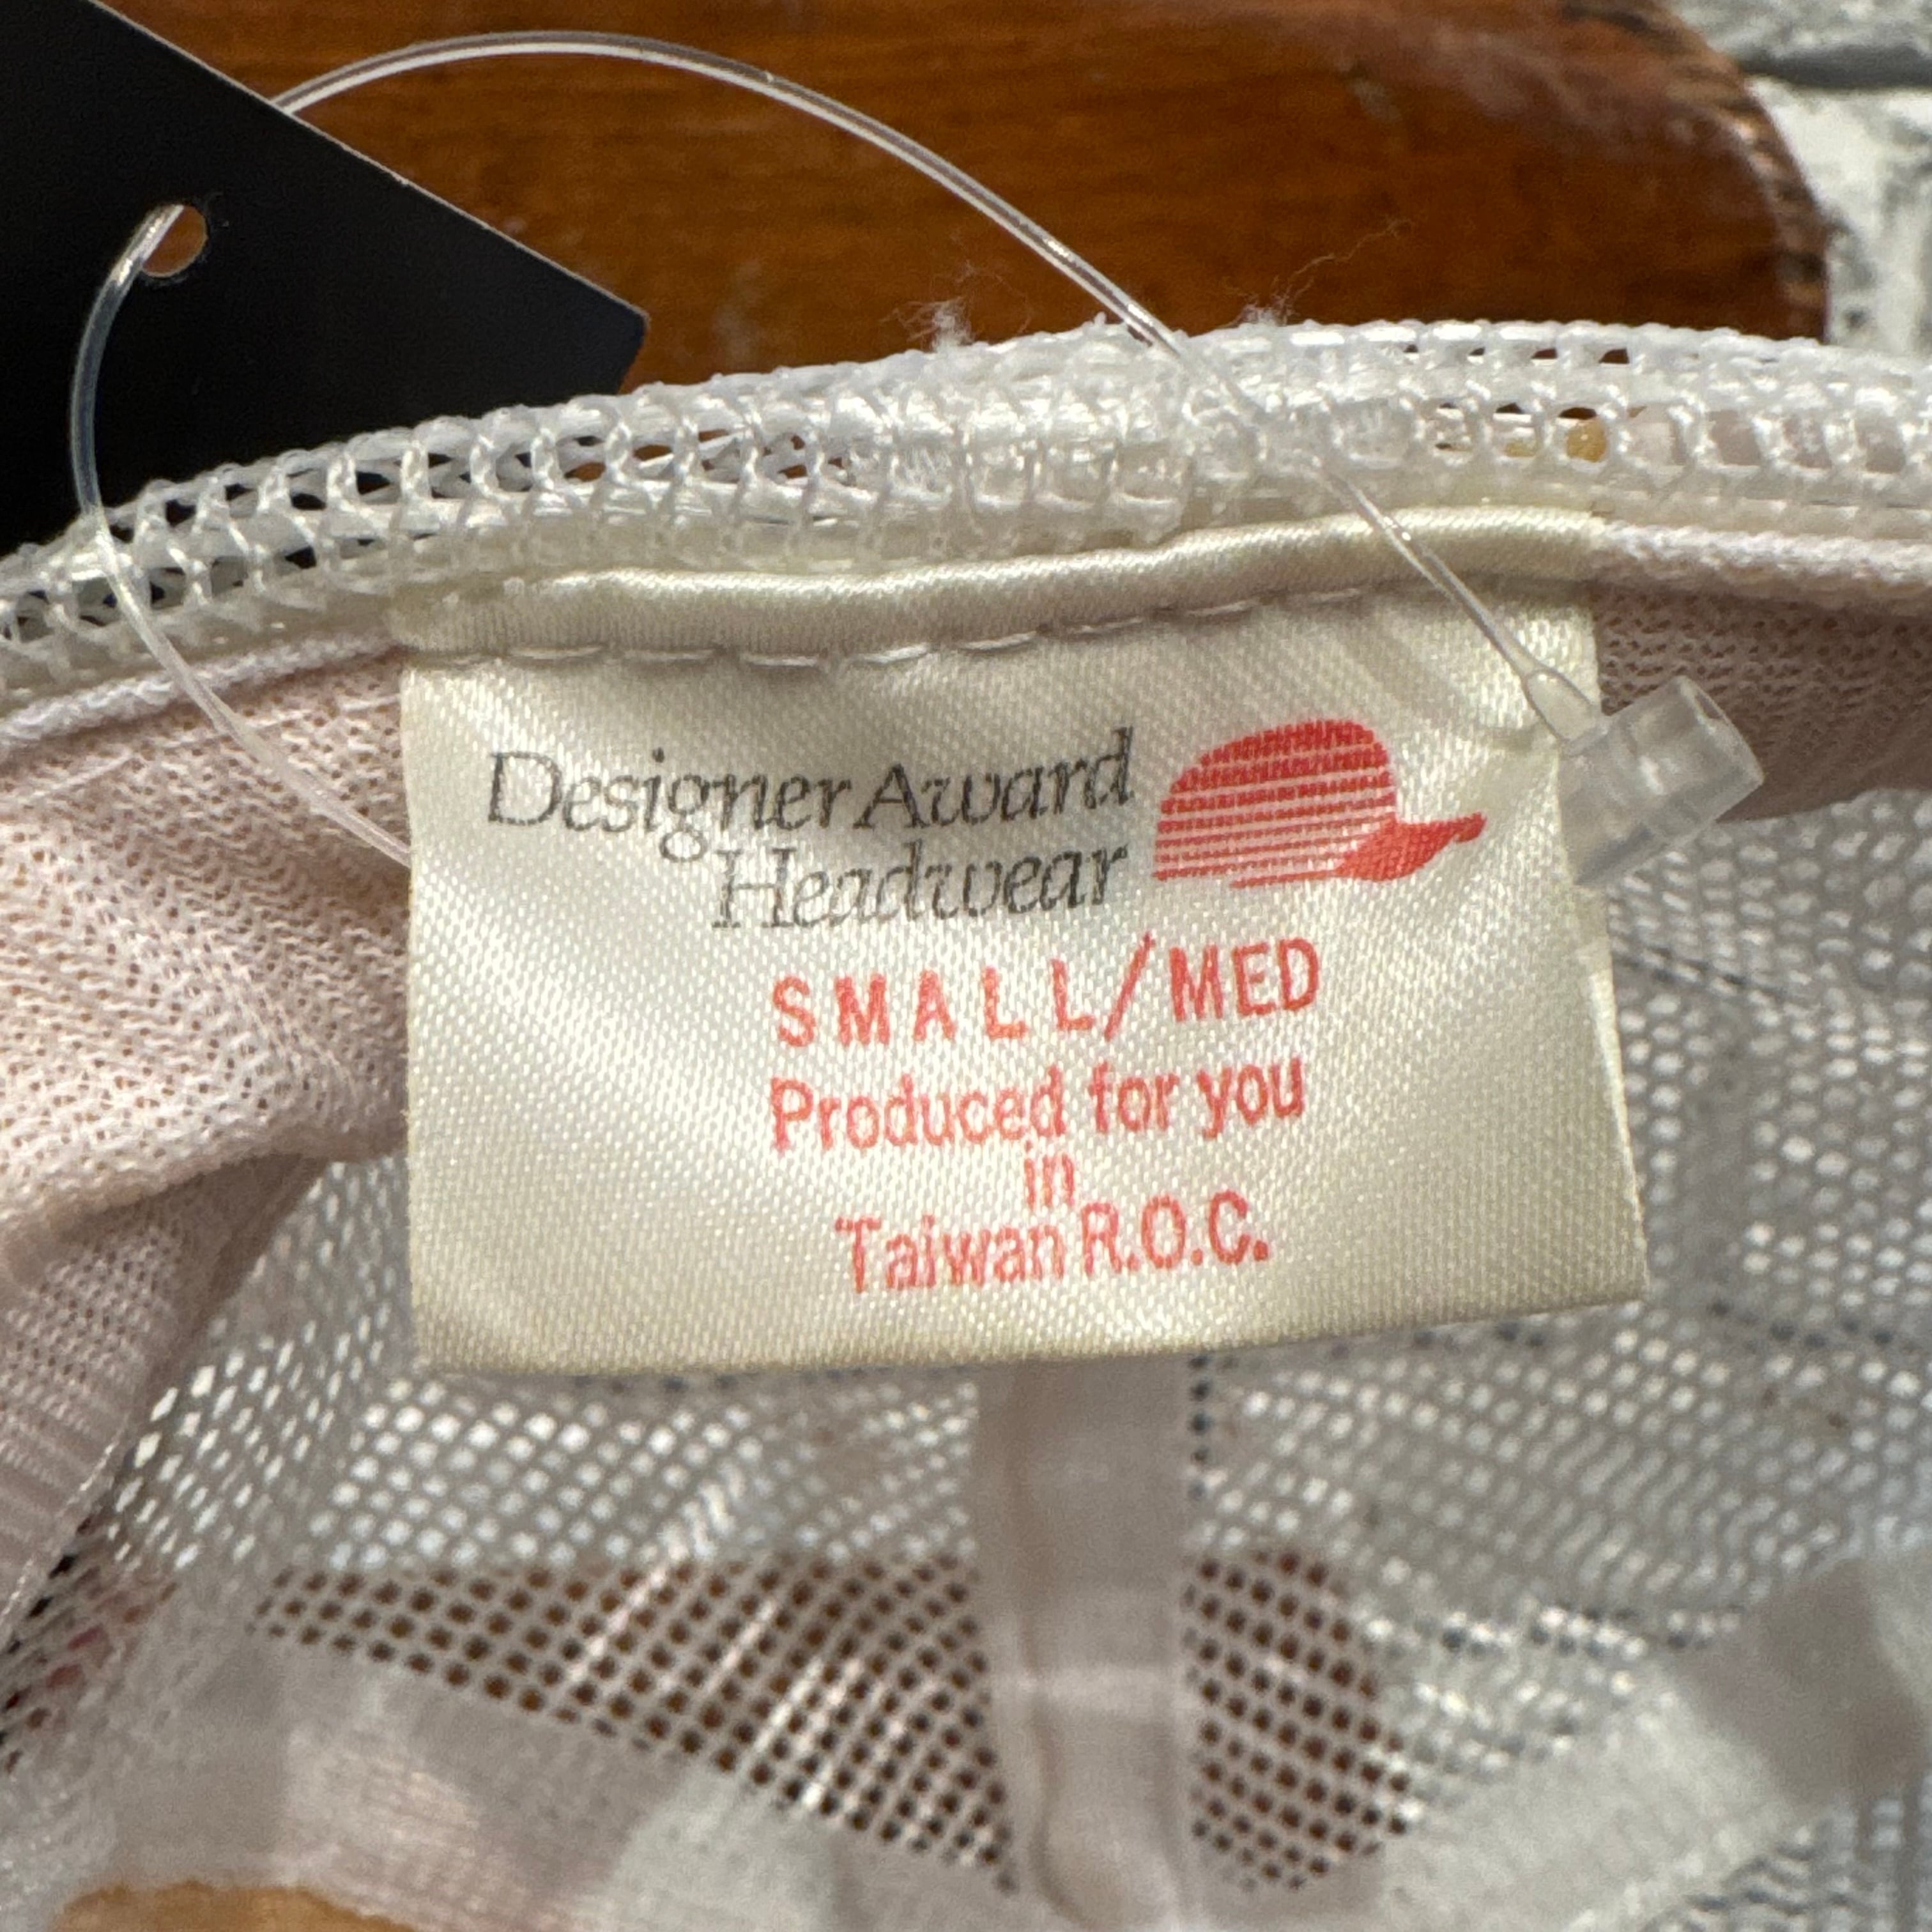 Designer Award
Headwear
SMALL/MED
Produced for you
in
Taiwan R.O.C.